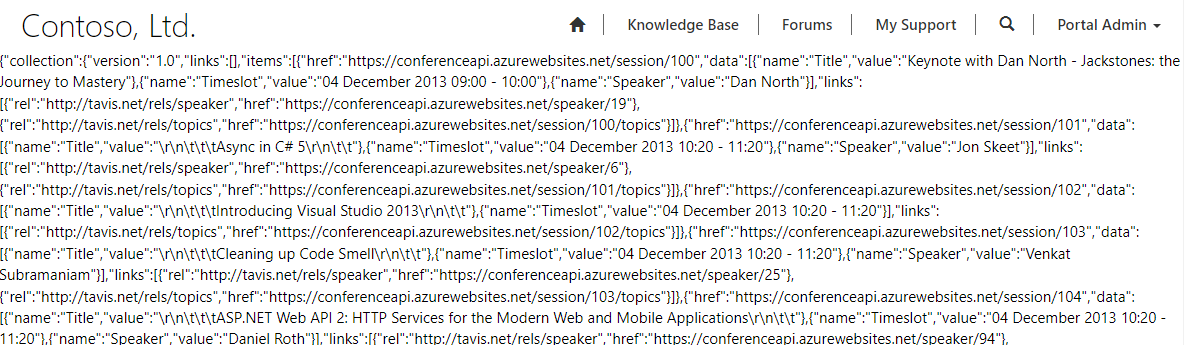 Contoso, Ltd.
Knowledge Base
Forums
My Support
Portal Admin
{"collection":{"version":"1.0","links":[],"items":[{"href":"https://conferenceapi.azurewebsites.net/session/100","data":[{"name":"Title","value":"Keynote with Dan North - Jackstones: the
Journey to Mastery"},{"name":"Timeslot","value":"04 December 2013 09:00 - 10:00"},{"name":"Speaker","value":"Dan North"}],"links":
[{"rel":"http://tavis.net/rels/speaker","href":"https://conferenceapi.azurewebsites.net/speaker/19"},
{"rel":"http://tavis.net/rels/topics","href":"https://conferenceapi.azurewebsites.net/session/100/topics"}]},{"href":"https://conferenceapi.azurewebsites.net/session/101","data":
[{"name":"Title","value":"\r\n\t\t\tAsync in C# 5\r\n\t\t"},{"name":"Timeslot","value":"04 December 2013 10:20 - 11:20"},{"name":"Speaker","value":"Jon Skeet"}],"links":
[{"rel":"http://tavis.net/rels/speaker","href":"https://conferenceapi.azurewebsites.net/speaker/6"},
{"rel":"http://tavis.net/rels/topics","href":"https://conferenceapi.azurewebsites.net/session/101/topics"}]},{"href":"https://conferenceapi.azurewebsites.net/session/102","data":
[{"name":"Title","value":"\r\n\t\t\tIntroducing Visual Studio 2013\r\n\t\t"},{"name":"Timeslot","value":"04 December 2013 10:20 - 11:20"}],"links":
[{"rel":"http://tavis.net/rels/topics","href":"https://conferenceapi.azurewebsites.net/session/102/topics"}]},{"href":"https://conferenceapi.azurewebsites.net/session/103","data":
[{"name":"Title","value":"\r\n\t\t\tCleaning up Code Smell\r\n\t\t"},{"name":"Timeslot","value":"04 December 2013 10:20 - 11:20"},{"name":"Speaker","value":"Venkat
Subramaniam"}],"links":[{"rel":"http://tavis.net/rels/speaker","href":"https://conferenceapi.azurewebsites.net/speaker/25"},
{"rel":"http://tavis.net/rels/topics","href":"https://conferenceapi.azurewebsites.net/session/103/topics"}]},{"href":"https://conferenceapi.azurewebsites.net/session/104","data":
[{"name":"Title","value":"\r\n\t\t\tASP.NET Web API 2: HTTP Services for the Modern Web and Mobile Applications\r\n\t\t"},{"name":"Timeslot","value":"04 December 2013 10:20 -
11:20"},{"name":"Speaker","value":"Daniel Roth"}],"links":[{"rel":"http://tavis.net/rels/speaker","href":"https://conferenceapi.azurewebsites.net/speaker/94"},